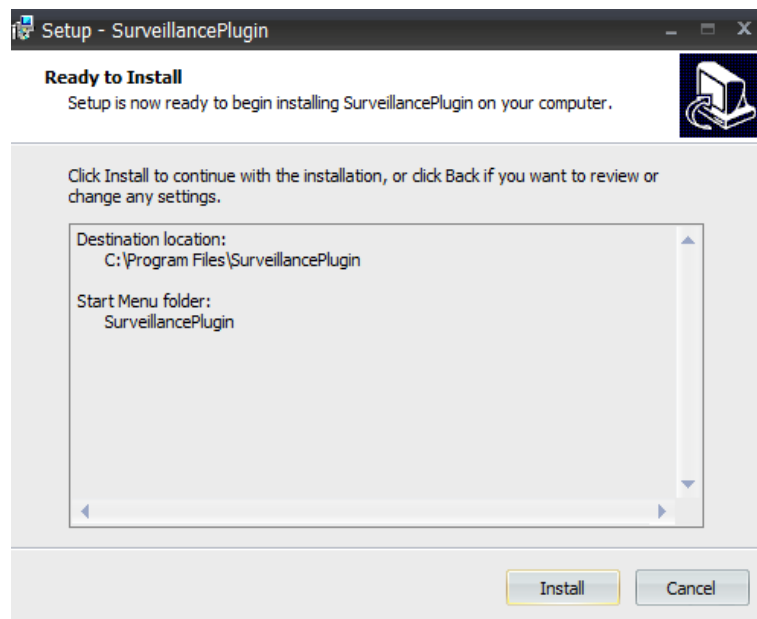 Setup - SurveillancePlugin
Ready to Install
Setup is now ready to begin installing SurveillancePlugin on your computer.
Click Install to continue with the installation, or click Back if you want to review or
change any settings.
Destination location:
C:\Program Files\SurveillancePlugin
Start Menu folder:
SurveillancePlugin
Install
Cancel